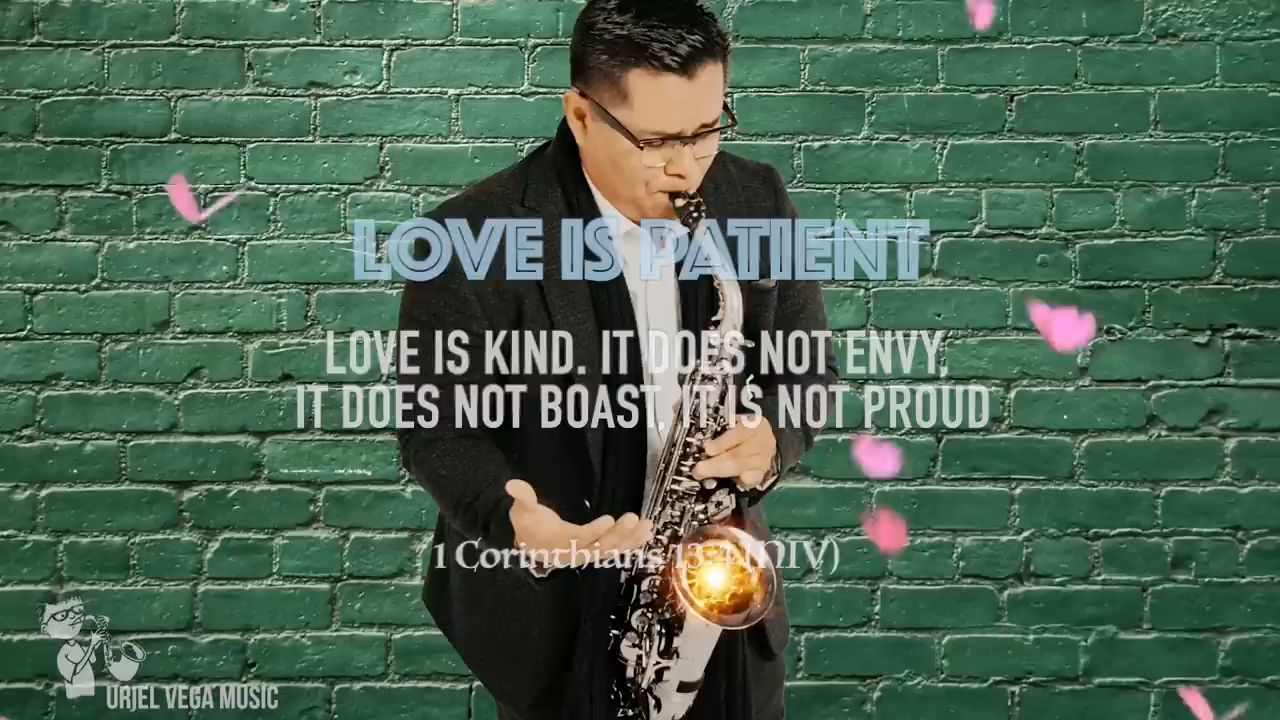 LOVE IS PATIENT
LOVE IS KIND. IT DOES NOT ENVY,
IT DOES NOT BOAST, IT IS NOT PROUD
1 Corinthians 13:4 (NIV)
URIEL VEGA MUSIC